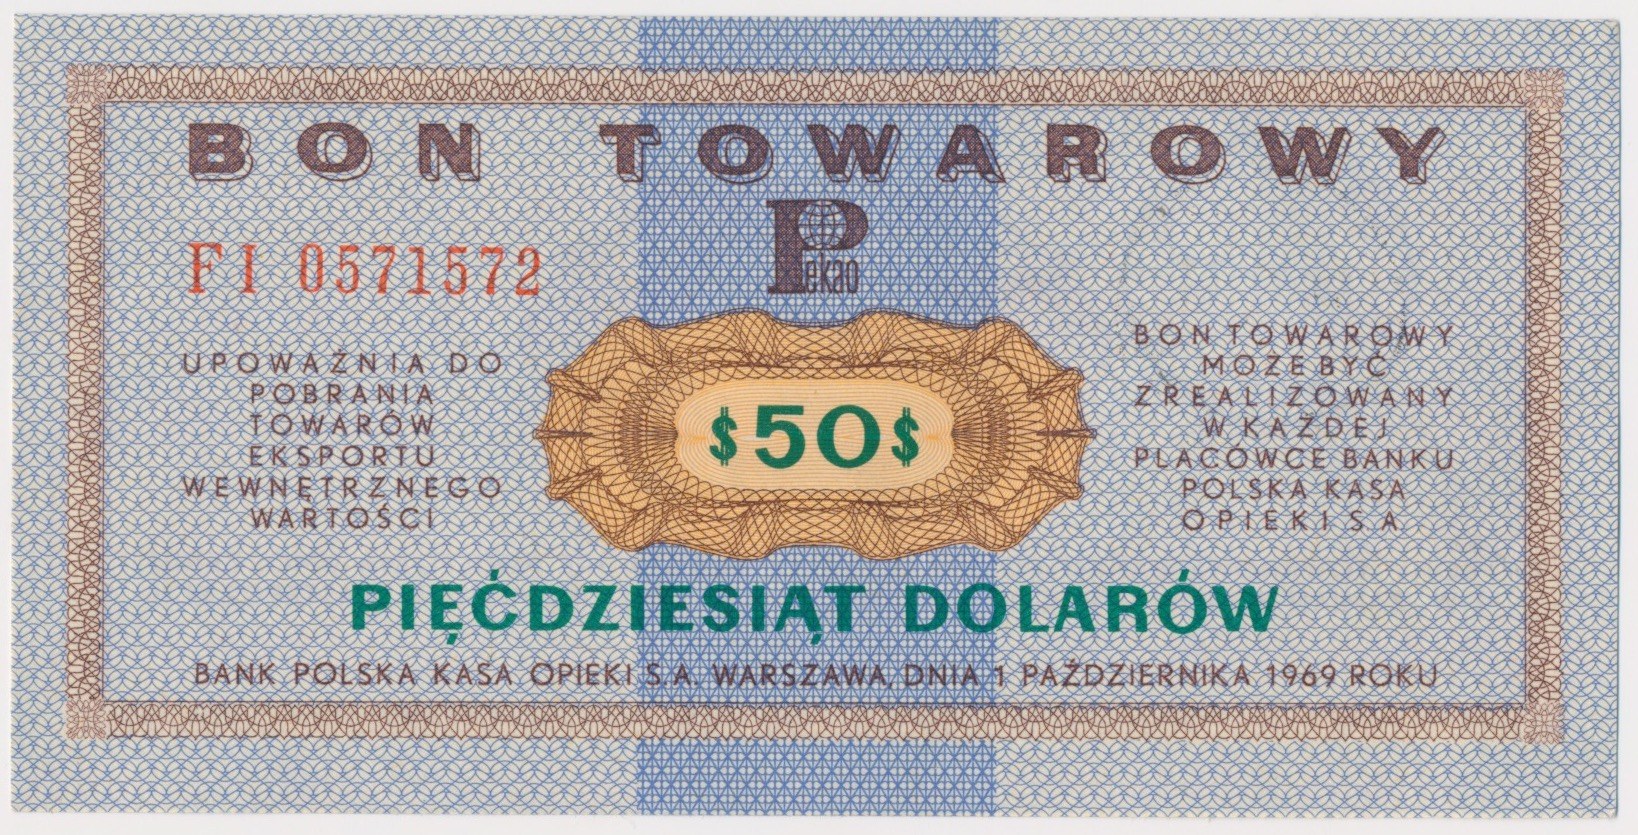 BON TOWAROWY
Pekao
FI 0571572
UPOWAŻNIA DO
POBRANIA
TOWARÓW
EKSPORTU
WEWNĘTRZNEGO
WARTOŚCI
$50$
BON TOWAROWY
MOŻE BYĆ
ZREALIZOWANY
W KAŻDEJ
PLACÓWCE BANKU
POLSKA KASA
OPIEKI S.A.
PIĘĆDZIESIĄT DOLARÓW
BANK POLSKA KASA OPIEKI S.A. WARSZAWA, DNIA 1 PAŹDZIERNIKA 1969 ROKU